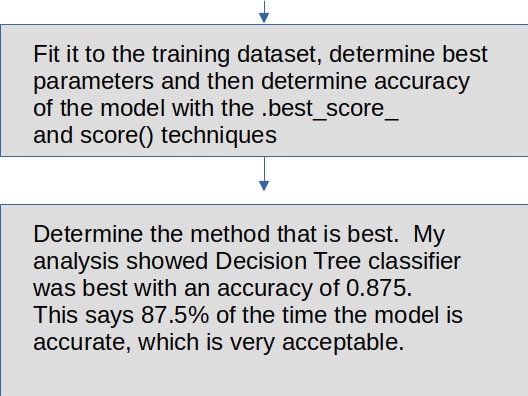 Fit it to the training dataset, determine best
parameters and then determine accuracy
of the model with the .best_score_
and score() techniques
Determine the method that is best.  My
analysis showed Decision Tree classifier
was best with an accuracy of 0.875.
This says 87.5% of the time the model is
accurate, which is very acceptable.